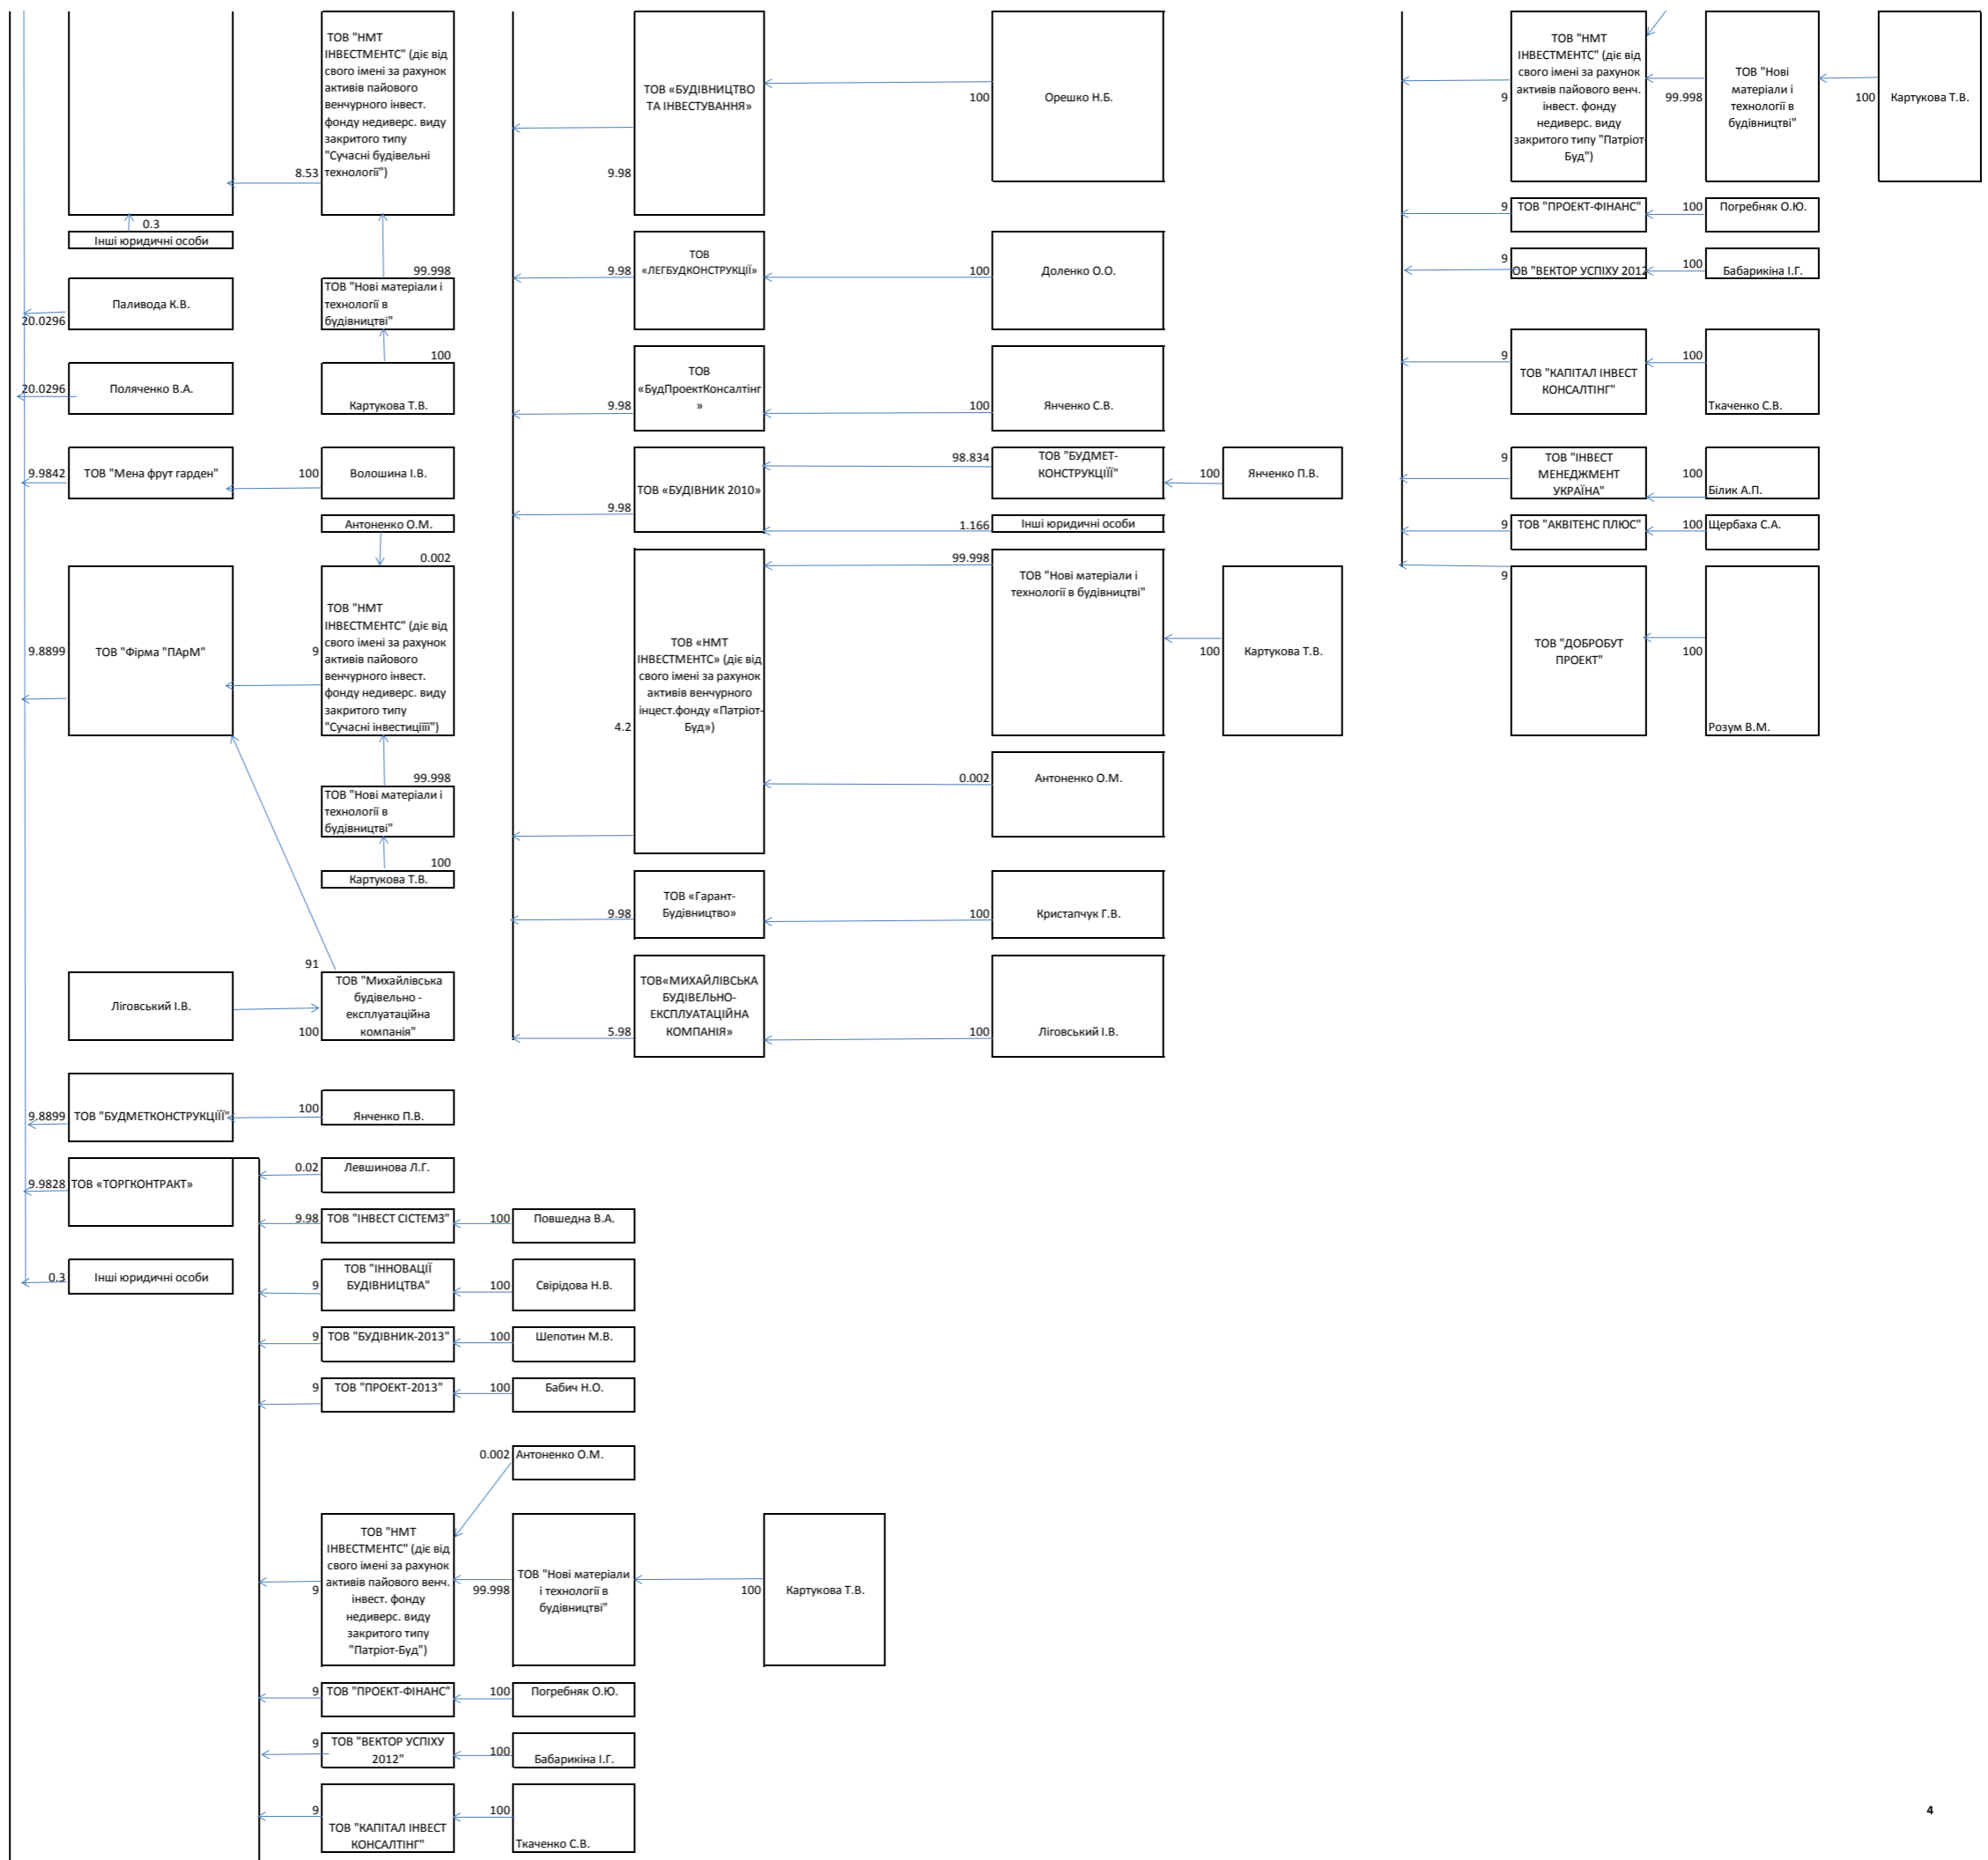 ТОВ "НМТ
ІНВЕСТМЕНТС" (діє від
свого імені за рахунок
активів пайового
венчурного інвест.
фонду недиверс. виду
закритого типу
"Сучасні будівельні
технології")
8.53
0.3
Інші юридичні особи
99.998
ТОВ "Нові матеріали і
технології в
будівництві"
Паливода К.В.
20.0296
100
Картукова Т.В.
20.0296
Поляченко В.А.
9.9842
ТОВ "Мена фрут гарден"
100
Волошина І.В.
Антоненко О.М.
0.002
ТОВ "НМТ
ІНВЕСТМЕНТС" (діє від
свого імені за рахунок
активів пайового
венчурного інвест.
фонду недиверс. виду
закритого типу
"Сучасні інвестиціїії")
9.8899
ТОВ "Фірма "ПАрМ"
9
99.998
ТОВ "Нові матеріали і
технології в
будівництві"
100
Картукова Т.В.
91
ТОВ "Михайлівська
будівельно -
експлуатаційна
компанія"
Ліговський І.В.
100
9.8899
ТОВ "БУДМЕТКОНСТРУКЦІЇЇ"
100
Янченко П.В.
9.9828
ТОВ «ТОРГКОНТРАКТ»
0.02
Левшинова Л.Г.
9.98
ТОВ "ІНВЕСТ СІСТЕМЗ"
100
Повшедна В.А.
0.3
Інші юридичні особи
9
ТОВ "ІННОВАЦІЇ
БУДІВНИЦТВА"
100
Свірідова Н.В.
9
ТОВ "БУДІВНИК-2013"
100
Шепотин М.В.
9
ТОВ "ПРОЕКТ-2013"
100
Бабич Н.О.
0.002
Антоненко О.М.
ТОВ "НМТ
ІНВЕСТМЕНТС" (діє від
свого імені за рахунок
активів пайового венч.
інвест. фонду
недиверс. виду
закритого типу
"Патріот-Буд")
9
99.998
ТОВ "Нові матеріали
і технології в
будівництві"
100
Картукова Т.В.
9
ТОВ "ПРОЕКТ-ФІНАНС"
100
Погребняк О.Ю.
9
ТОВ "ВЕКТОР УСПІХУ
2012"
100
Бабарикіна І.Г.
9
ТОВ "КАПІТАЛ ІНВЕСТ
КОНСАЛТІНГ"
100
Ткаченко С.В.
ТОВ «БУДІВНИЦТВО
ТА ІНВЕСТУВАННЯ»
9.98
100
Орешко Н.Б.
ТОВ
«ЛЕГБУДКОНСТРУКЦІЇ»
9.98
100
Доленко О.О.
ТОВ
«БудПроектКонсалтінг
»
9.98
100
Янченко С.В.
ТОВ «БУДІВНИК 2010»
9.98
98.834
ТОВ "БУДМЕТ-
КОНСТРУКЦІЇЇ"
100
Янченко П.В.
1.166
Інші юридичні особи
99.998
ТОВ "Нові матеріали і
технології в будівництві"
100
Картукова Т.В.
ТОВ «НМТ
ІНВЕСТМЕНТС» (діє від
свого імені за рахунок
активів венчурного
інцест.фонду «Патріот-
Буд»)
4.2
0.002
Антоненко О.М.
ТОВ «Гарант-
Будівництво»
9.98
100
Кристапчук Г.В.
ТОВ«МИХАЙЛІВСЬКА
БУДІВЕЛЬНО-
ЕКСПЛУАТАЦІЙНА
КОМПАНІЯ»
5.98
100
Ліговський І.В.
ТОВ "НМТ
ІНВЕСТМЕНТС" (діє від
свого імені за рахунок
активів пайового венч.
інвест. фонду
недиверс. виду
закритого типу "Патріот-
Буд")
9
99.998
ТОВ "Нові
матеріали і
технології в
будівництві"
100
Картукова Т.В.
9
ТОВ "ПРОЕКТ-ФІНАНС"
100
Погребняк О.Ю.
9
ОВ "ВЕКТОР УСПІХУ 2012
100
Бабарикіна І.Г.
9
ТОВ "КАПІТАЛ ІНВЕСТ
КОНСАЛТІНГ"
100
Ткаченко С.В.
9
ТОВ "ІНВЕСТ
МЕНЕДЖМЕНТ
УКРАЇНА"
100
Білик А.П.
9
ТОВ "АКВІТЕНС ПЛЮС"
100
Щербаха С.А.
9
ТОВ "ДОБРОБУТ
ПРОЕКТ"
100
Розум В.М.
4